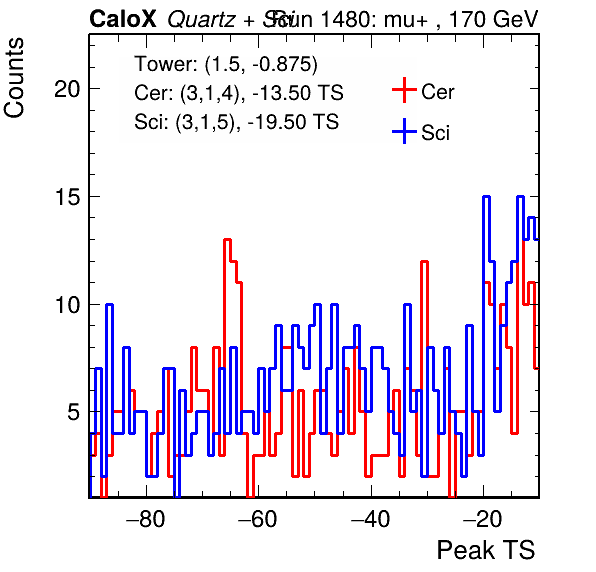 CaloX Quartz + Sci Run 1480: mu+ , 170 GeV
Counts
Tower: (1.5, -0.875)
Cer: (3,1,4), -13.50 TS
Sci: (3,1,5), -19.50 TS
Cer
Sci
20
15
10
5
−80 −60 −40 −20
Peak TS